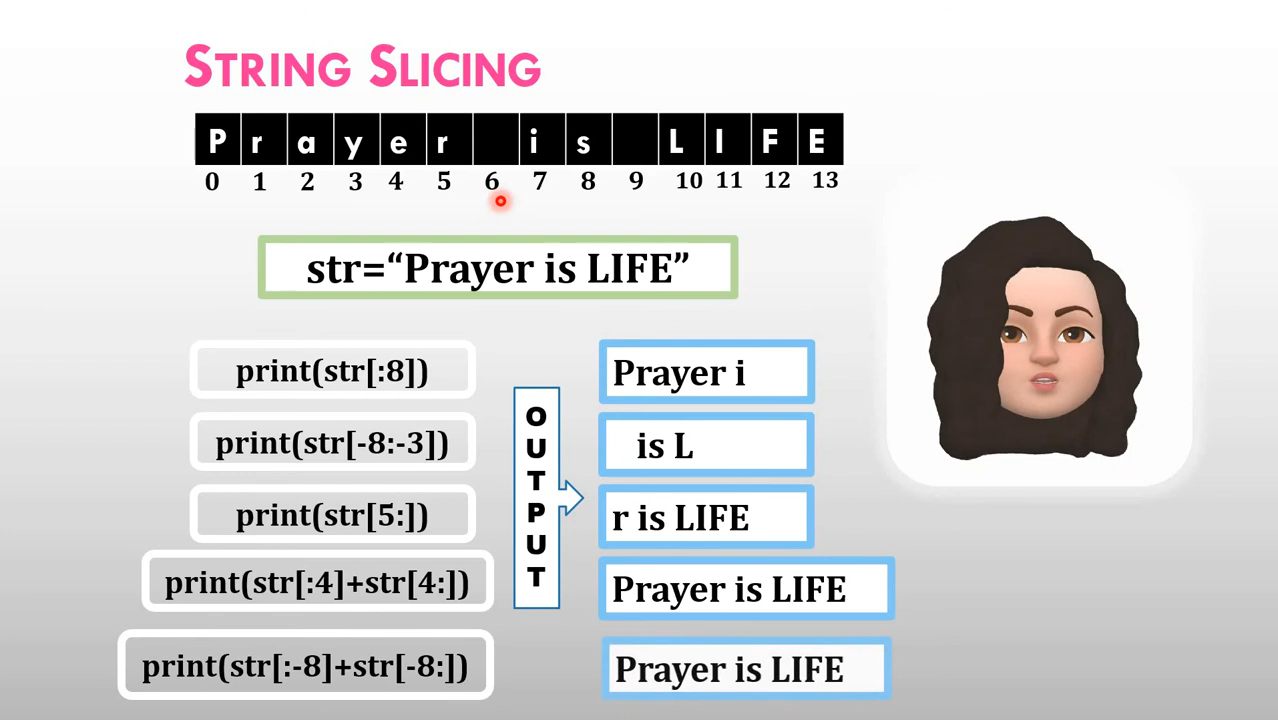 STRING SLICING
P r a y e r i s L I F E
0 1 2 3 4 5 6 7 8 9 10 11 12 13
str=“Prayer is LIFE”
print(str[:8])
Prayer i
print(str[-8:-3])
is L
print(str[5:])
r is LIFE
print(str[:4]+str[4:])
Prayer is LIFE
print(str[:-8]+str[-8:])
Prayer is LIFE
OUTPUT